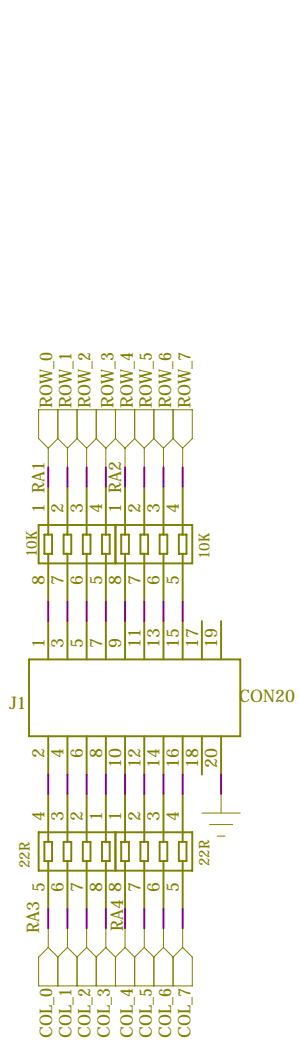 ROW_0
ROW_1
ROW_2
ROW_3
ROW_4
ROW_5
ROW_6
ROW_7
RA1
RA2
1 2 3 4 1 2 3 4
10K
10K
8 7 6 5 8 7 6 5
1 3 5 7 9 11 13 15 17 19
J1
CON20
2 4 6 8 10 12 14 16 18 20
4 3 2 1 1 2 3 4
22R
22R
5 6 7 8 8 7 6 5
RA3
RA4
COL_0
COL_1
COL_2
COL_3
COL_4
COL_5
COL_6
COL_7